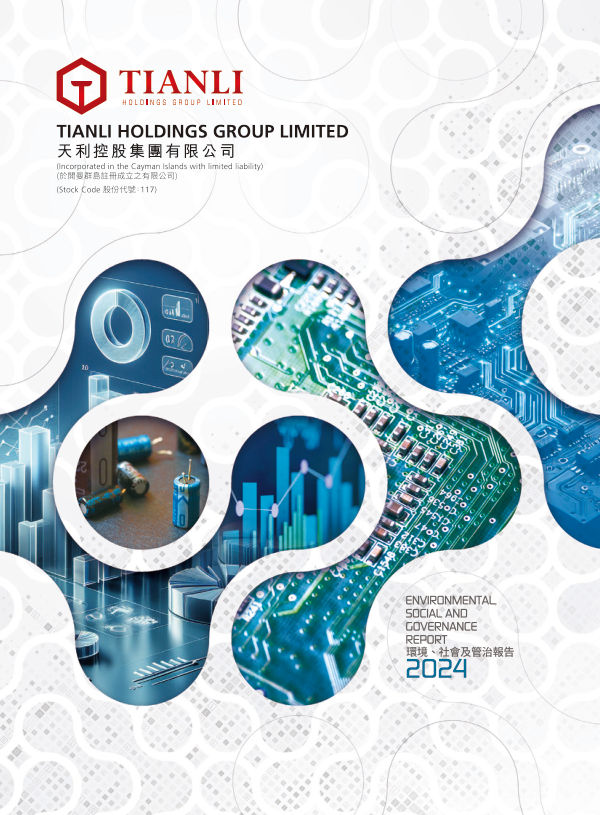 TIANLI
HOLDINGS GROUP LIMITED
TIANLI HOLDINGS GROUP LIMITED
天利控股集團有限公司
(Incorporated in the Cayman Islands with limited liability)
(於開曼群島註冊成立之有限公司)
(Stock Code 股份代號：117)
ENVIRONMENTAL,
SOCIAL AND
GOVERNANCE
REPORT
環境、社會及管治報告
2024